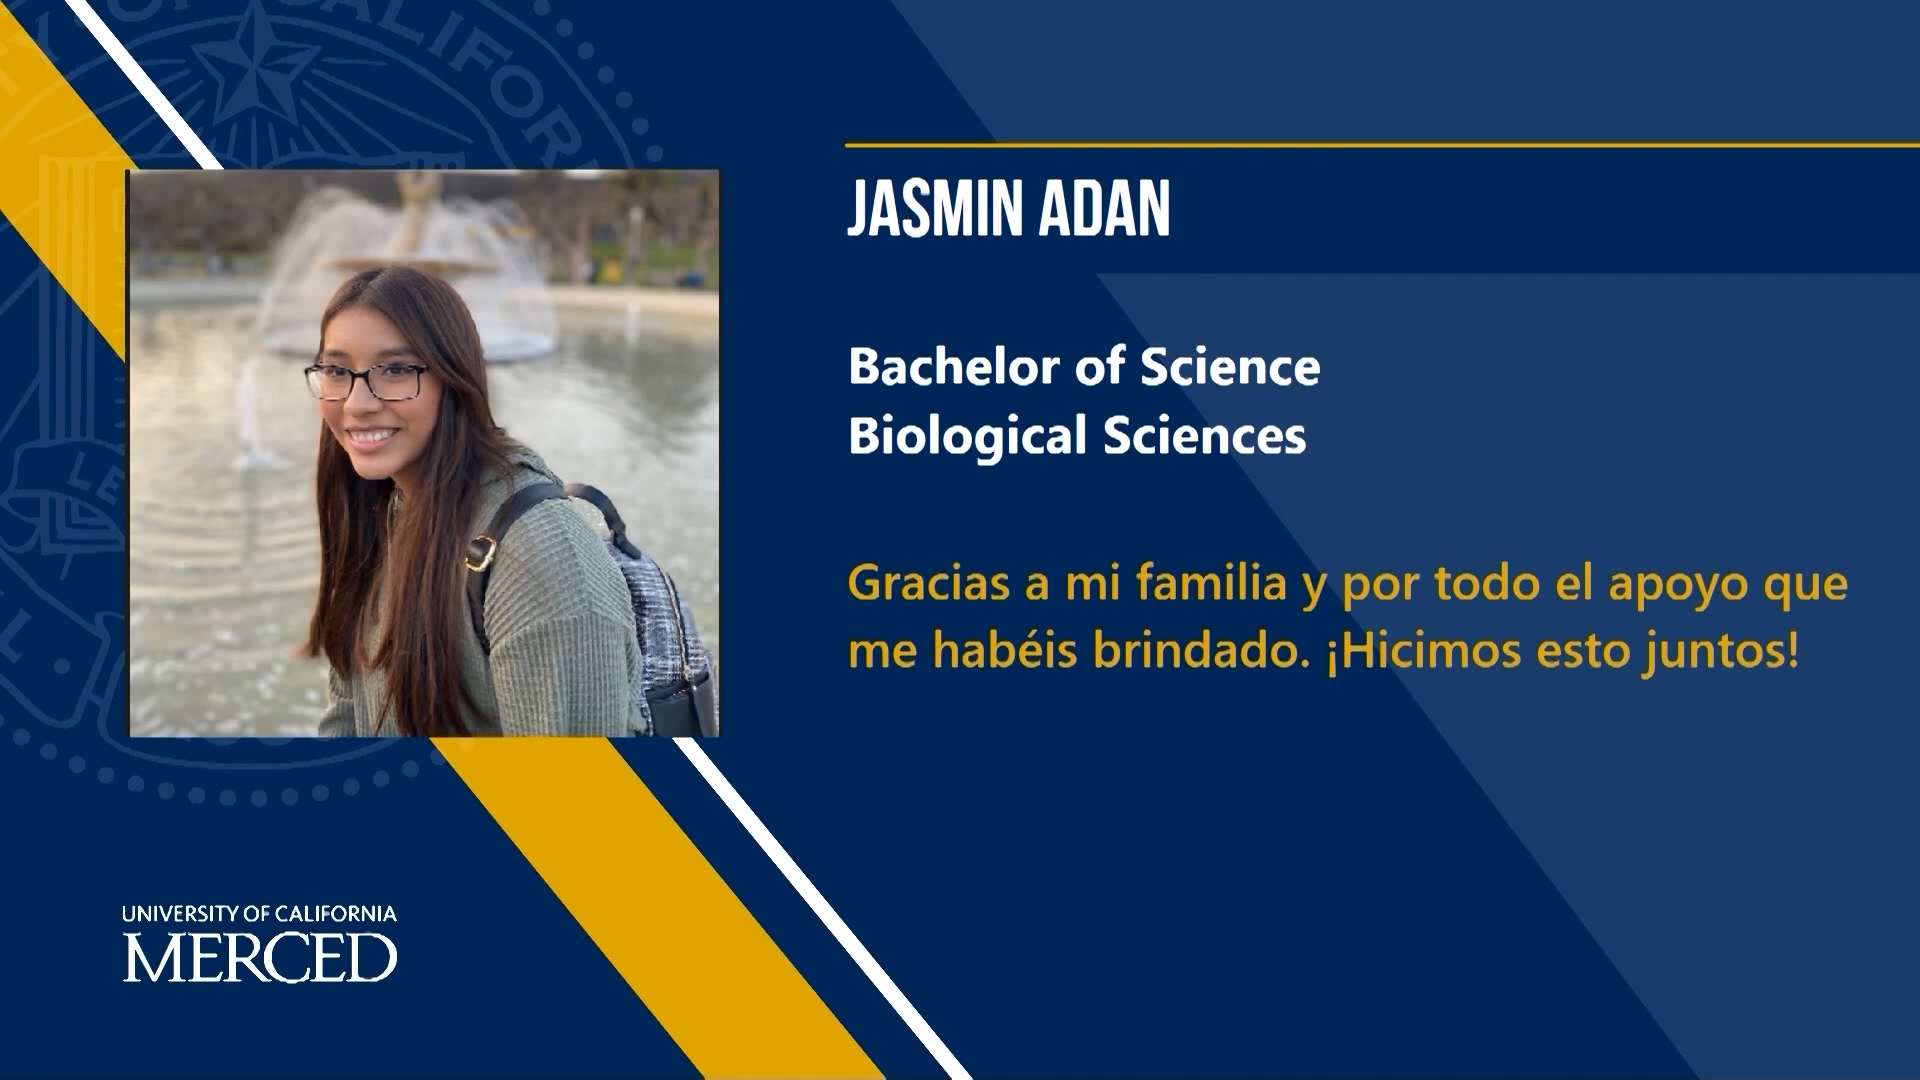 JASMIN ADAN
Bachelor of Science
Biological Sciences
Gracias a mi familia y por todo el apoyo que
me habéis brindado. ¡Hicimos esto juntos!
UNIVERSITY OF CALIFORNIA
MERCED